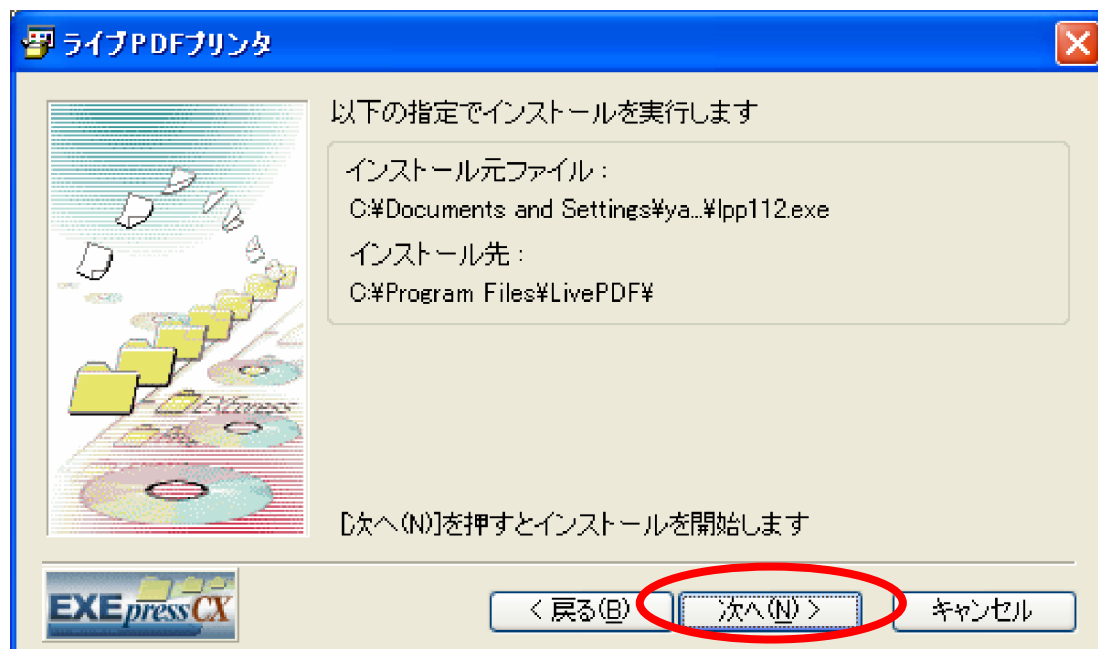 ライブPDFプリンタ
以下の指定でインストールを実行します
インストール元ファイル：
C:¥Documents and Settings¥ya...¥lpp112.exe
インストール先：
C:¥Program Files¥LivePDF¥
EXEpress
[次へ(N)]を押すとインストールを開始します
EXEpressCX
< 戻る(B)
次へ(N) >
キャンセル